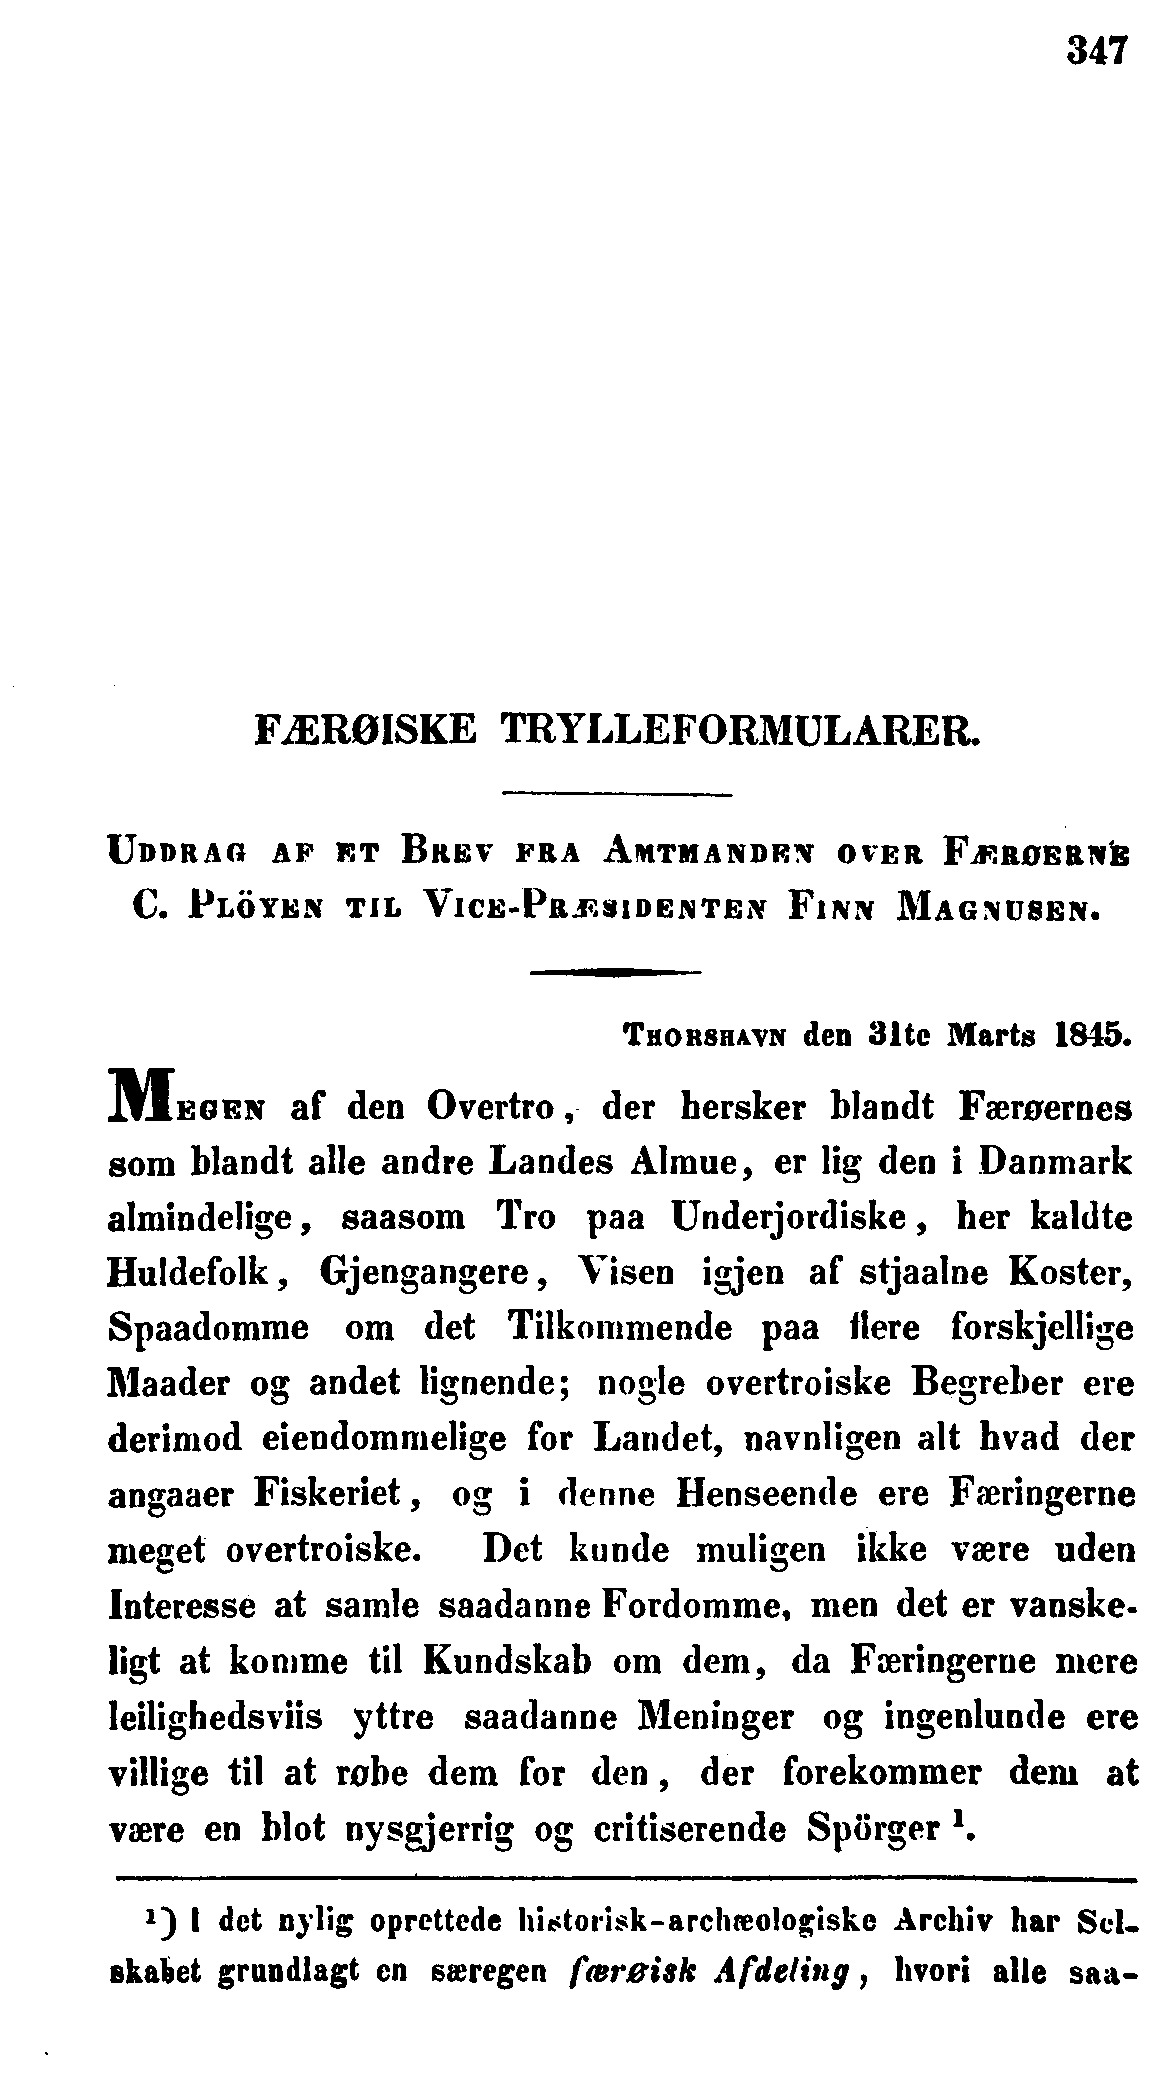 347
FÆRØISKE TRYLLEFORMULARER.
UDDRAG AF ET BREV FRA AMTMANDEN OVER FÆRØERNE
C. PLÖYEN TIL VICE-PRÆSIDENTEN FINN MAGNUSEN.
THORSHAVN den 31te Marts 1845.
MEGEN af den Overtro, der hersker blandt Færøernes
som blandt alle andre Landes Almue, er lig den i Danmark
almindelige, saasom Tro paa Underjordiske, her kaldte
Huldefolk, Gjengangere, Visen igjen af stjaalne Koster,
Spaadomme om det Tilkommende paa flere forskjellige
Maader og andet lignende; nogle overtroiske Begreber ere
derimod eiendommelige for Landet, navnligen alt hvad der
angaaer Fiskeriet, og i denne Henseende ere Færingerne
meget overtroiske. Det kunde muligen ikke være uden
Interesse at samle saadanne Fordomme, men det er vanske-
ligt at komme til Kundskab om dem, da Færingerne mere
leilighedsviis yttre saadanne Meninger og ingenlunde ere
villige til at røbe dem for den, der forekommer dem at
være en blot nysgjerrig og critiserende Spörger ¹.
¹) I det nylig oprettede historisk-archæologiske Archiv har Sel-
skabet grundlagt en særegen færøisk Afdeling, hvori alle saa-